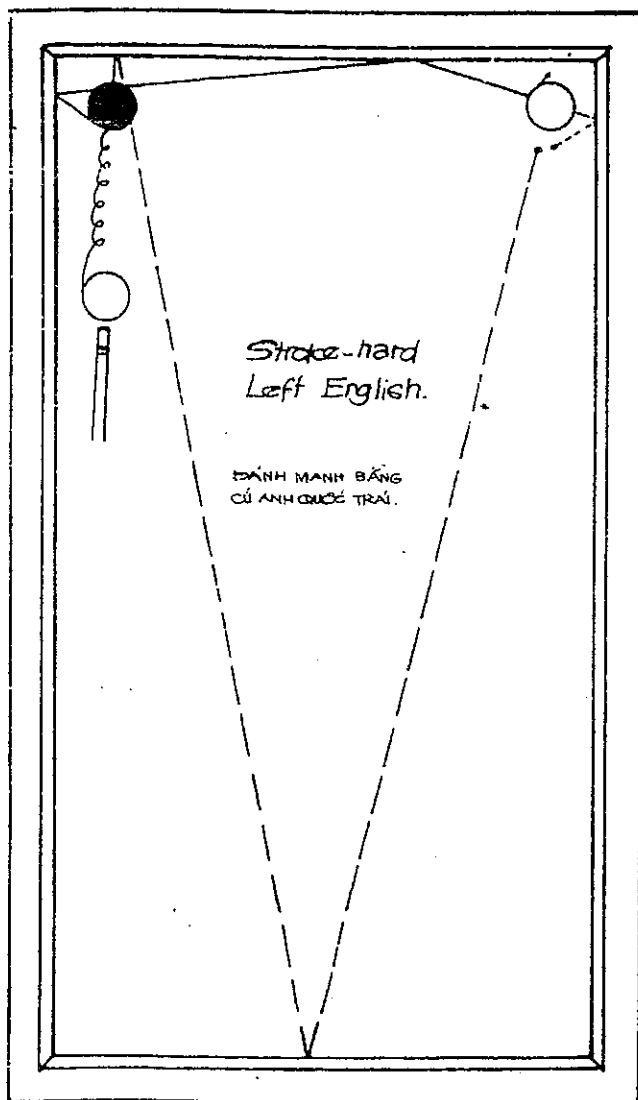 Stroke-hard
Left English.
ĐÁNH MẠNH BẰNG
CÚ ANH QUỐC TRÁI.